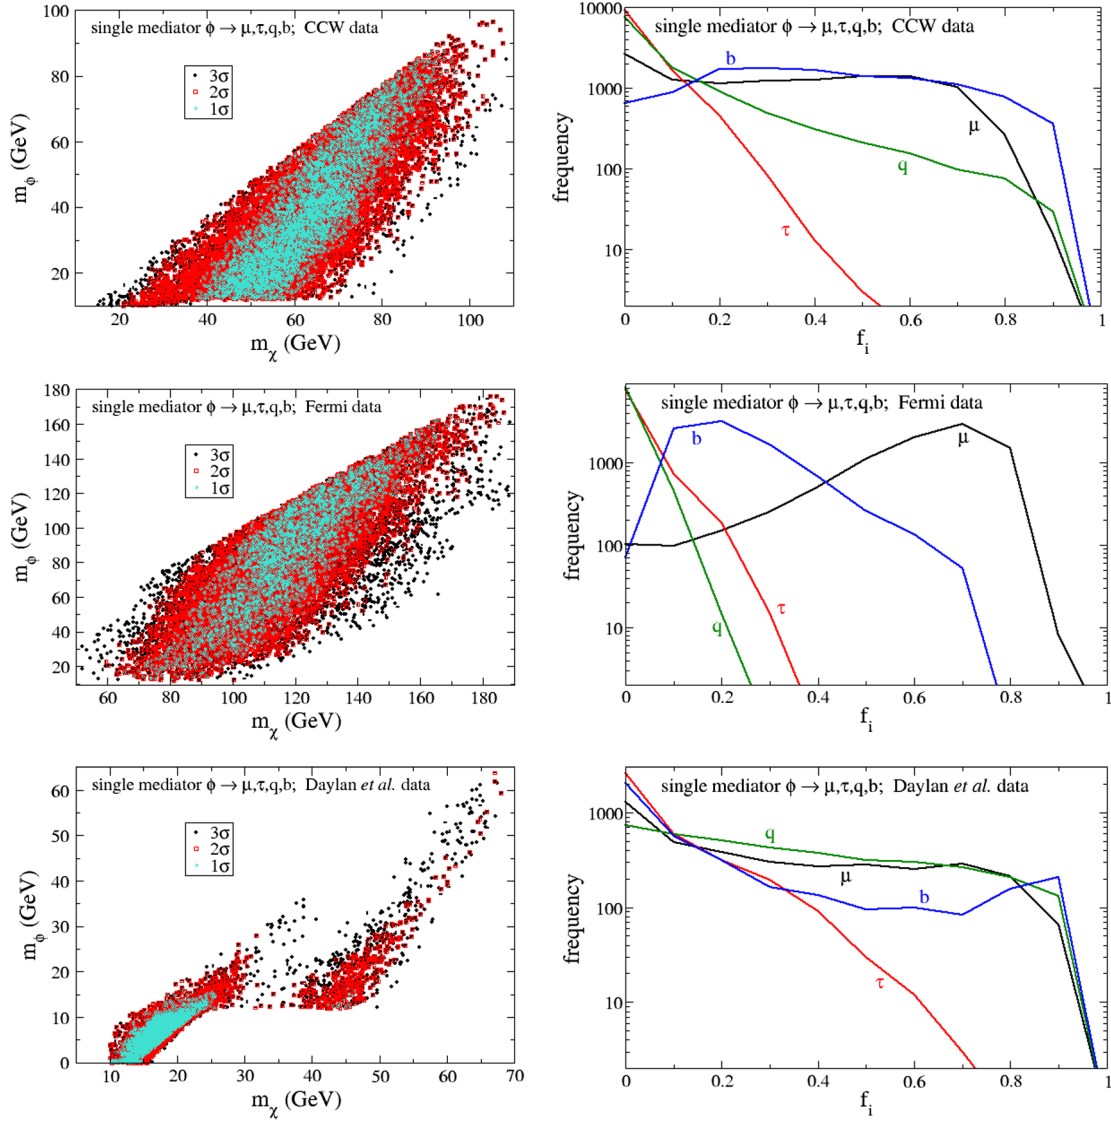 single mediator ϕ → μ,τ,q,b; CCW data
3σ
2σ
1σ
100
80
60
40
20
20 40 60 80 100
m_ϕ (GeV)
m_χ (GeV)
single mediator ϕ → μ,τ,q,b; CCW data
10000
1000
100
10
0 0.2 0.4 0.6 0.8 1
frequency
f_i
b
μ
q
τ
single mediator ϕ → μ,τ,q,b; Fermi data
3σ
2σ
1σ
180
160
140
120
100
80
60
40
20
60 80 100 120 140 160 180
m_ϕ (GeV)
m_χ (GeV)
single mediator ϕ → μ,τ,q,b; Fermi data
1000
100
10
0 0.2 0.4 0.6 0.8 1
frequency
f_i
b
μ
τ
q
single mediator ϕ → μ,τ,q,b; Daylan et al. data
3σ
2σ
1σ
60
50
40
30
20
10
0
10 20 30 40 50 60 70
m_ϕ (GeV)
m_χ (GeV)
single mediator ϕ → μ,τ,q,b; Daylan et al. data
1000
100
10
0 0.2 0.4 0.6 0.8 1
frequency
f_i
q
μ
b
τ